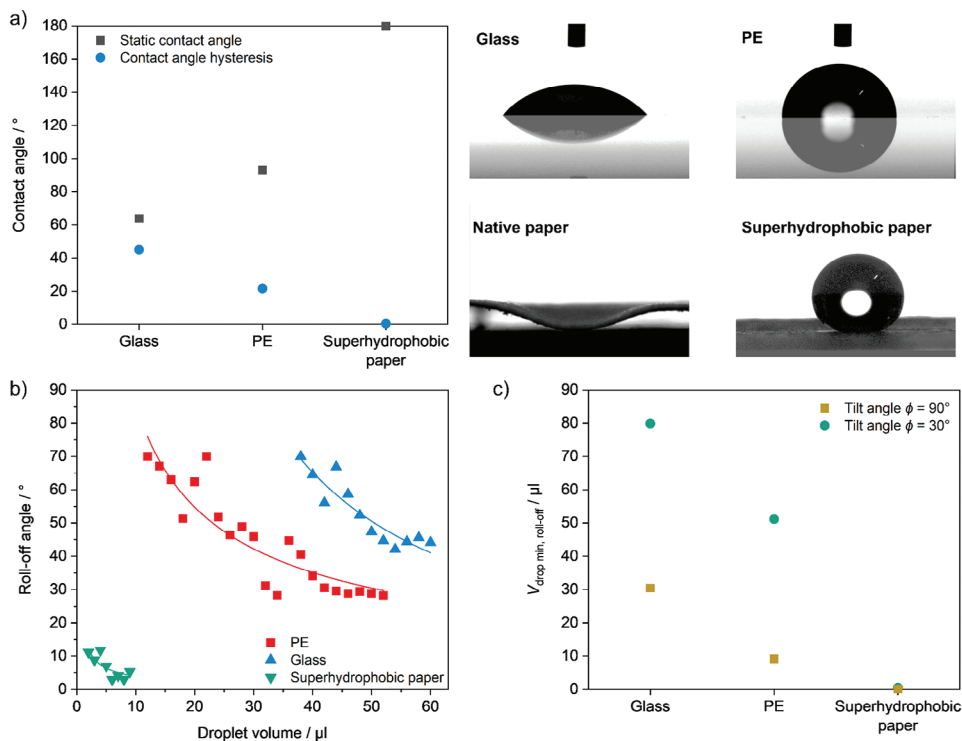 a)
180
160
140
120
100
80
60
40
20
0
Contact angle / °
Static contact angle
Contact angle hysteresis
Glass
PE
Superhydrophobic
paper
Glass
PE
Native paper
Superhydrophobic paper
b)
90
80
70
60
50
40
30
20
10
0
Roll-off angle / °
PE
Glass
Superhydrophobic paper
0 10 20 30 40 50 60
Droplet volume / µl
c)
90
80
70
60
50
40
30
20
10
0
V drop min, roll-off / µl
Tilt angle ϕ = 90°
Tilt angle ϕ = 30°
Glass
PE
Superhydrophobic
paper